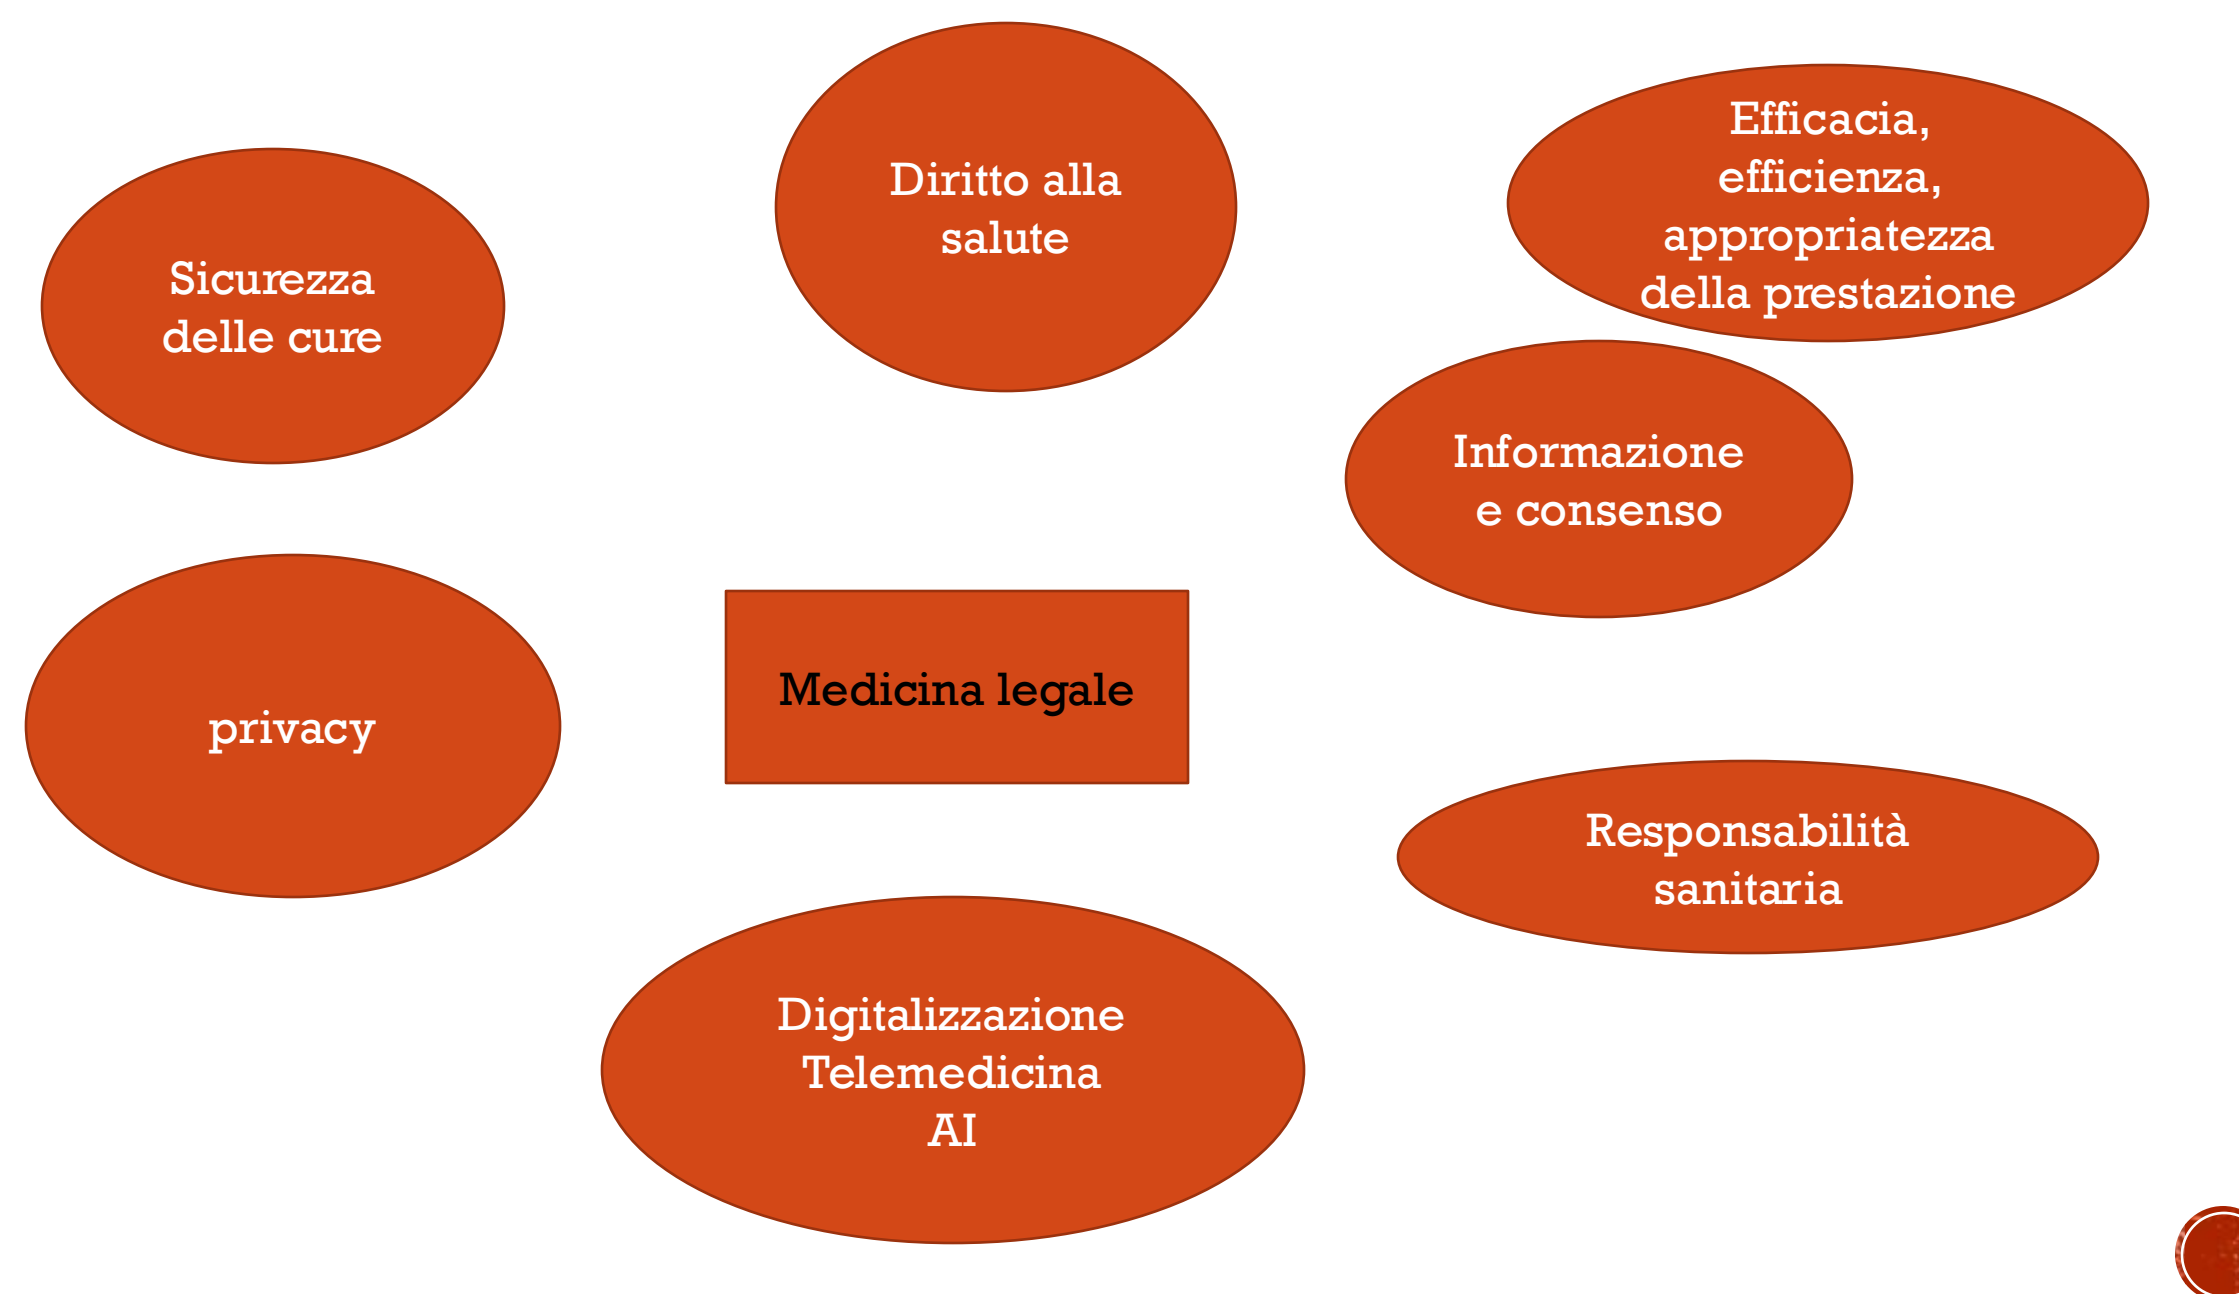 Diritto alla
salute
Efficacia,
efficienza,
appropriatezza
della prestazione
Sicurezza
delle cure
Informazione
e consenso
privacy
Medicina legale
Responsabilità
sanitaria
Digitalizzazione
Telemedicina
AI